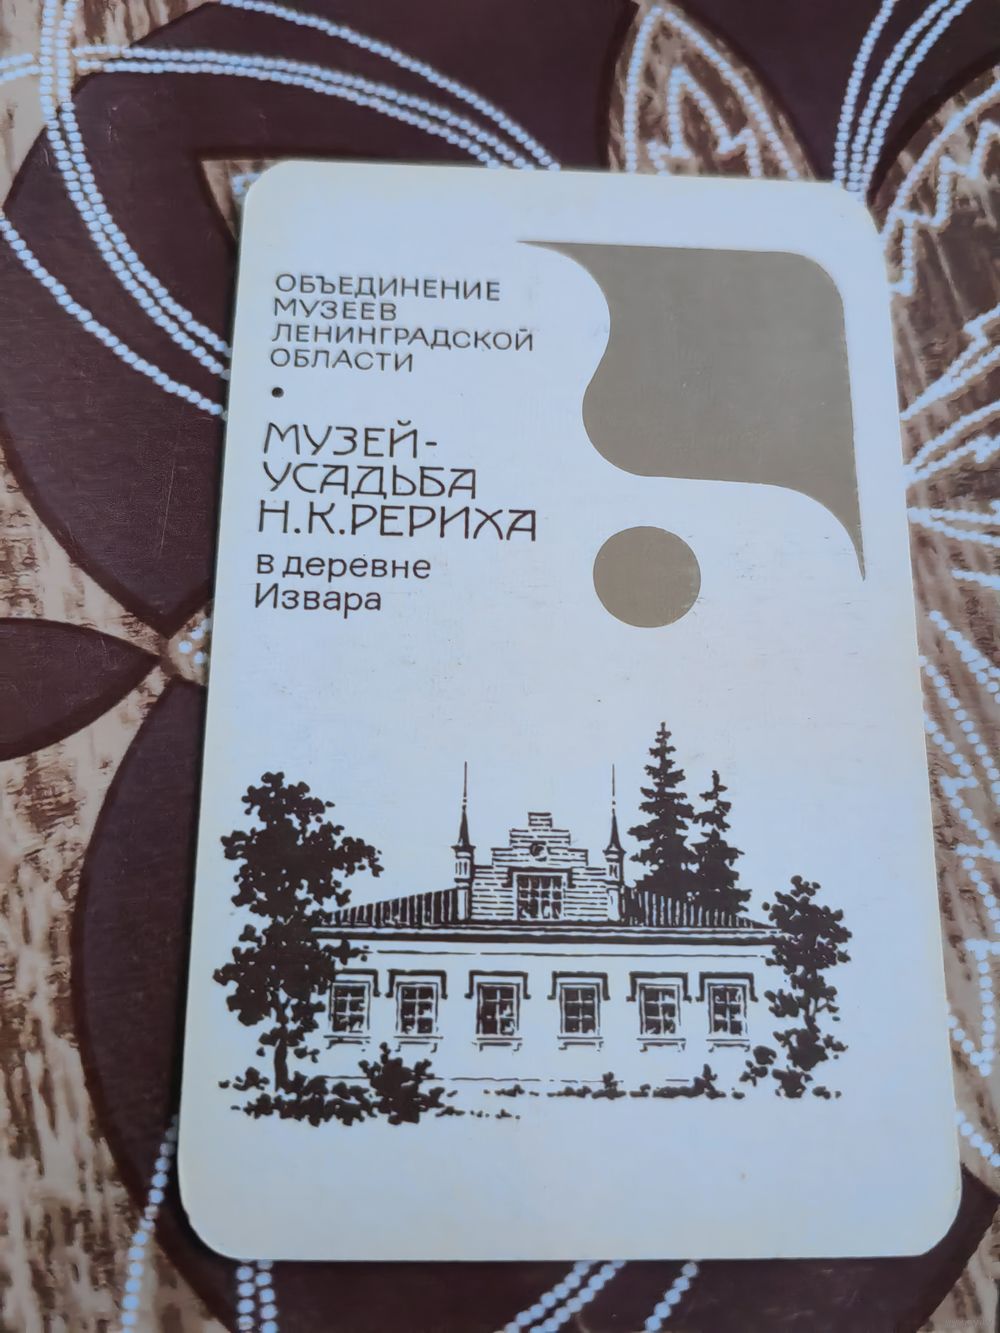 ОБЪЕДИНЕНИЕ
МУЗЕЕВ
ЛЕНИНГРАДСКОЙ
ОБЛАСТИ
•
МУЗЕЙ-
УСАДЬБА
Н.К.РЕРИХА
в деревне
Извара